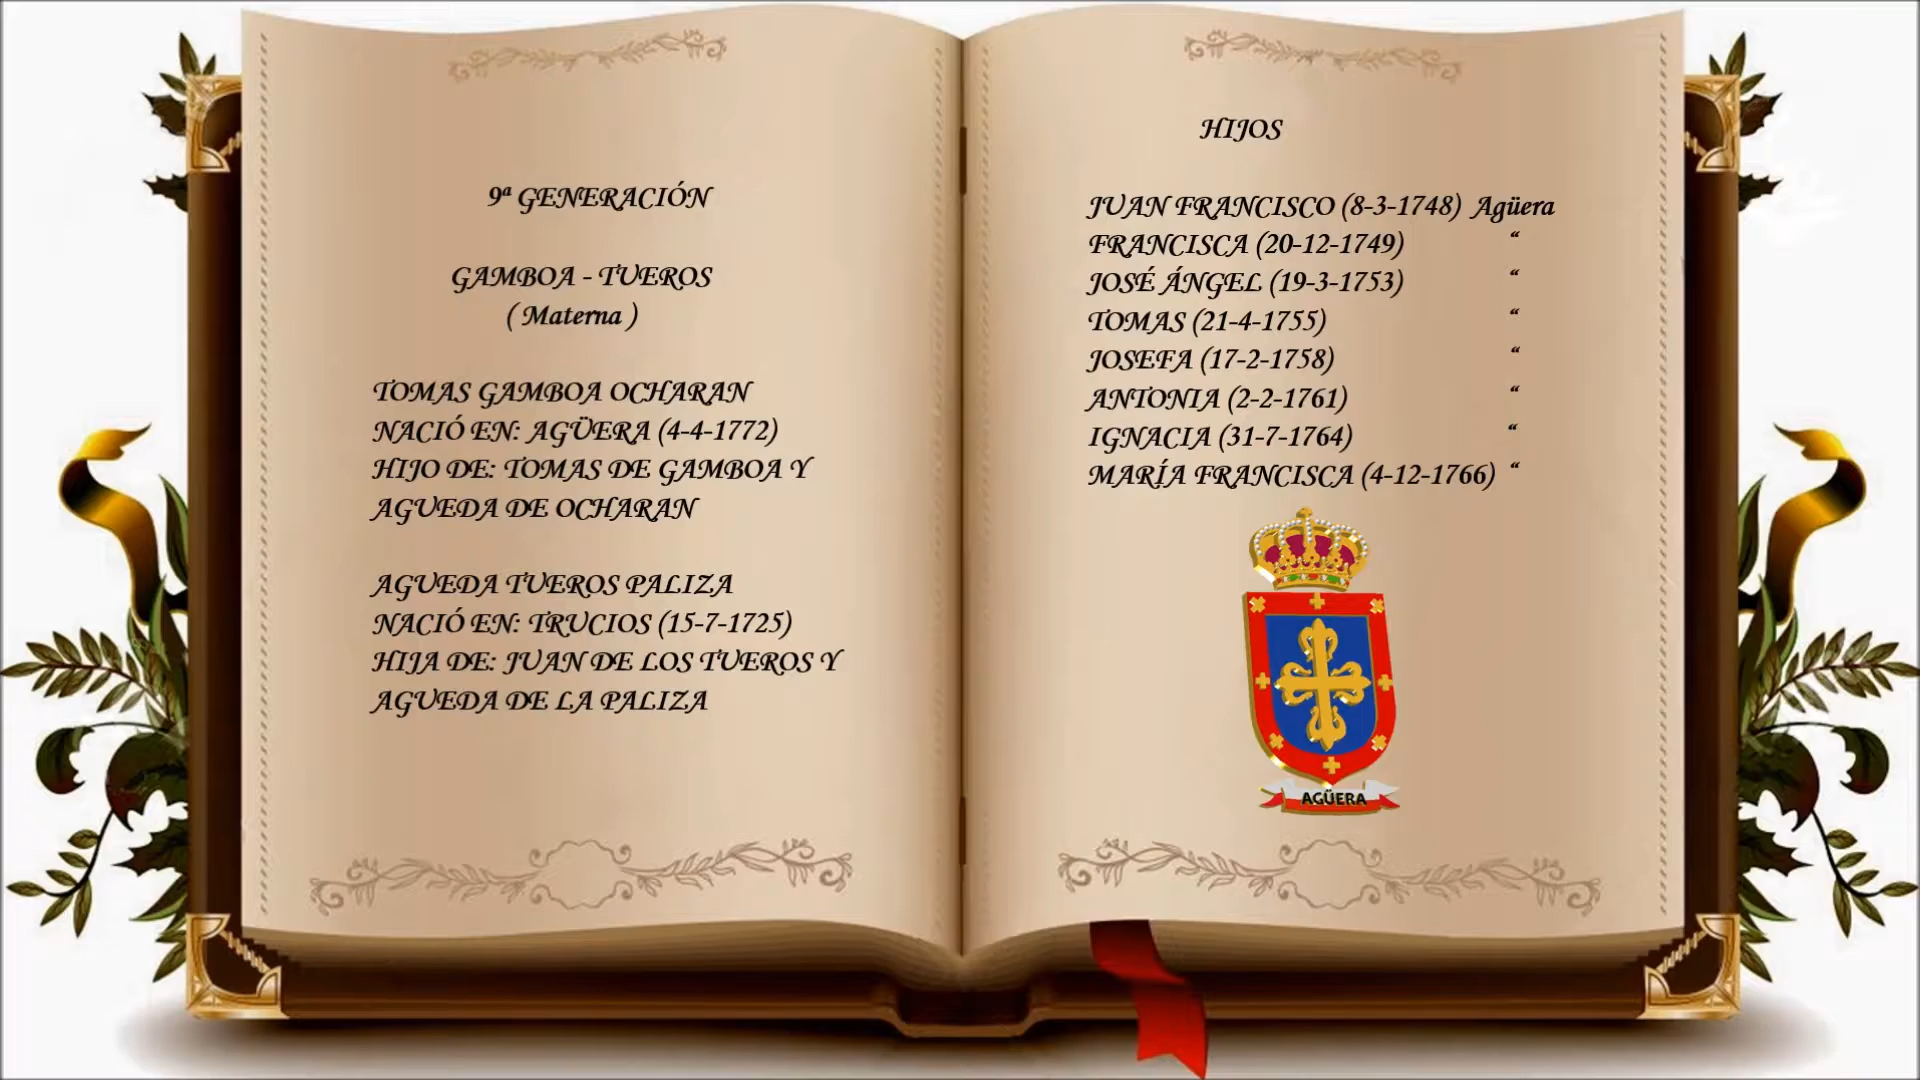 9ª GENERACIÓN
GAMBOA - TUEROS
( Materna )
TOMAS GAMBOA OCHARAN
NACIÓ EN: AGÜERA (4-4-1772)
HIJO DE: TOMAS DE GAMBOA Y
AGUEDA DE OCHARAN
AGUEDA TUEROS PALIZA
NACIÓ EN: TRUCIOS (15-7-1725)
HIJA DE: JUAN DE LOS TUEROS Y
AGUEDA DE LA PALIZA
HIJOS
JUAN FRANCISCO (8-3-1748) Agüera
FRANCISCA (20-12-1749) “
JOSÉ ÁNGEL (19-3-1753) “
TOMAS (21-4-1755) “
JOSEFA (17-2-1758) “
ANTONIA (2-2-1761) “
IGNACIA (31-7-1764) “
MARÍA FRANCISCA (4-12-1766) “
AGÜERA